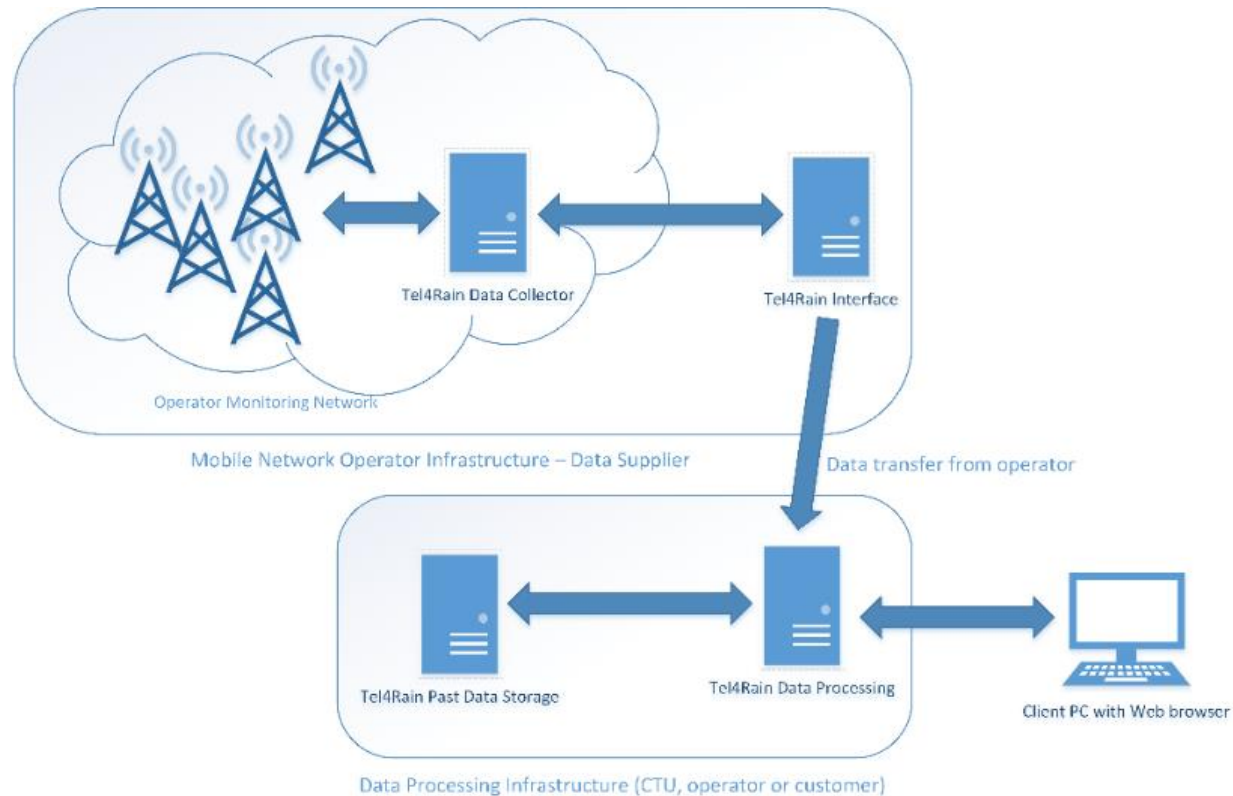 Tel4Rain Data Collector
Tel4Rain Interface
Operator Monitoring Network
Mobile Network Operator Infrastructure – Data Supplier
Data transfer from operator
Tel4Rain Past Data Storage
Tel4Rain Data Processing
Client PC with Web browser
Data Processing Infrastructure (CTU, operator or customer)